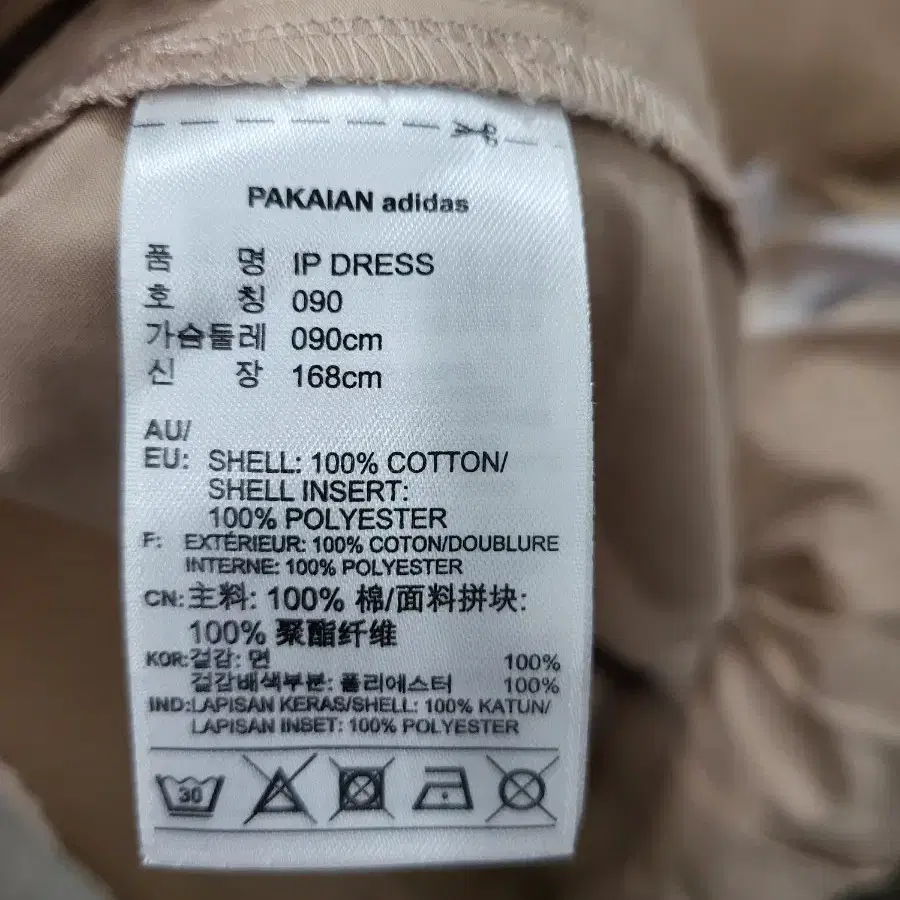 PAKAIAN adidas
품 명 IP DRESS
호 칭 090
가슴둘레 090cm
신 장 168cm
AU/
EU: SHELL: 100% COTTON/
SHELL INSERT:
100% POLYESTER
F: EXTÉRIEUR: 100% COTON/DOUBLURE
INTERNE: 100% POLYESTER
CN:主料: 100% 棉/面料拼块:
100% 聚酯纤维
KOR:겉감: 면 100%
겉감배색부분: 폴리에스터 100%
IND:LAPISAN KERAS/SHELL: 100% KATUN/
LAPISAN INSET: 100% POLYESTER
30